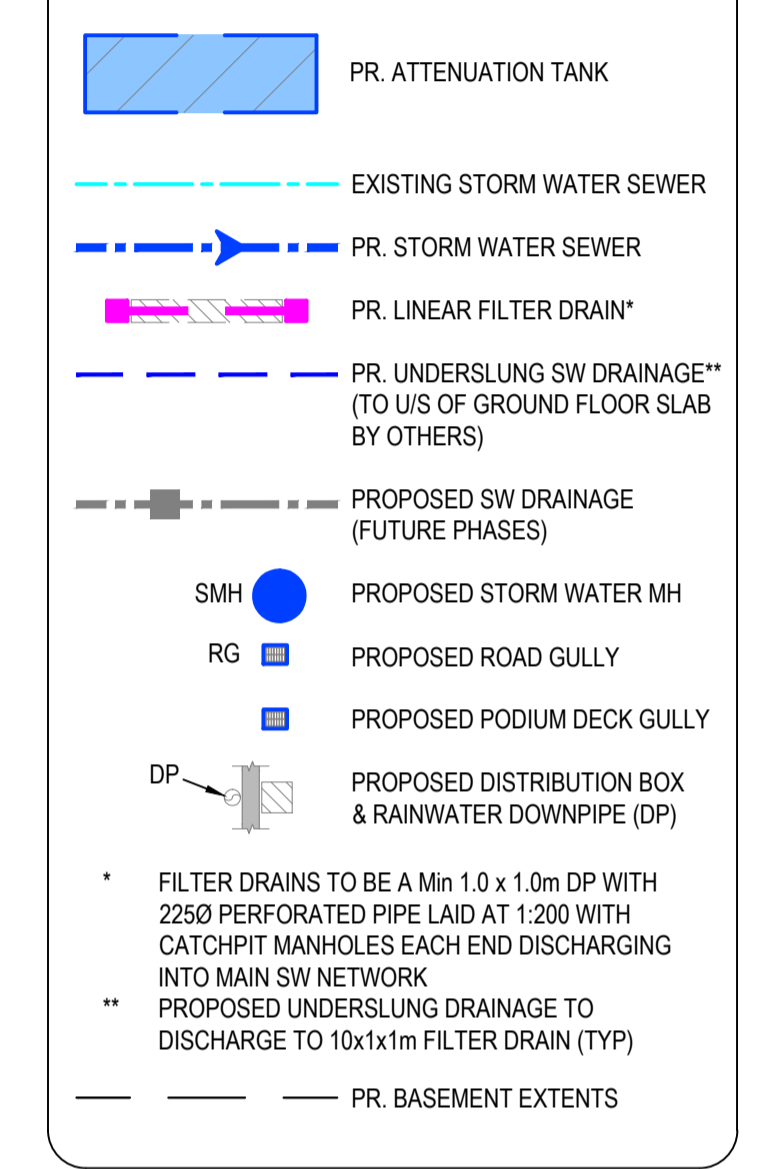 PR. ATTENUATION TANK
EXISTING STORM WATER SEWER
PR. STORM WATER SEWER
PR. LINEAR FILTER DRAIN*
PR. UNDERSLUNG SW DRAINAGE**
(TO U/S OF GROUND FLOOR SLAB
BY OTHERS)
PROPOSED SW DRAINAGE
(FUTURE PHASES)
SMH PROPOSED STORM WATER MH
RG PROPOSED ROAD GULLY
PROPOSED PODIUM DECK GULLY
DP PROPOSED DISTRIBUTION BOX
& RAINWATER DOWNPIPE (DP)
* FILTER DRAINS TO BE A Min 1.0 x 1.0m DP WITH
225Ø PERFORATED PIPE LAID AT 1:200 WITH
CATCHPIT MANHOLES EACH END DISCHARGING
INTO MAIN SW NETWORK
** PROPOSED UNDERSLUNG DRAINAGE TO
DISCHARGE TO 10x1x1m FILTER DRAIN (TYP)
PR. BASEMENT EXTENTS